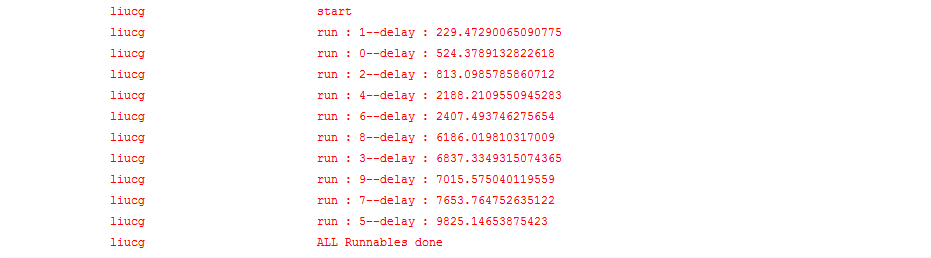 liucg start
liucg run : 1--delay : 229.47290065090775
liucg run : 0--delay : 524.3789132822618
liucg run : 2--delay : 813.0985785860712
liucg run : 4--delay : 2188.2109550945283
liucg run : 6--delay : 2407.493746275654
liucg run : 8--delay : 6186.019810317009
liucg run : 3--delay : 6837.3349315074365
liucg run : 9--delay : 7015.575040119559
liucg run : 7--delay : 7653.764752635122
liucg run : 5--delay : 9825.14653875423
liucg ALL Runnables done